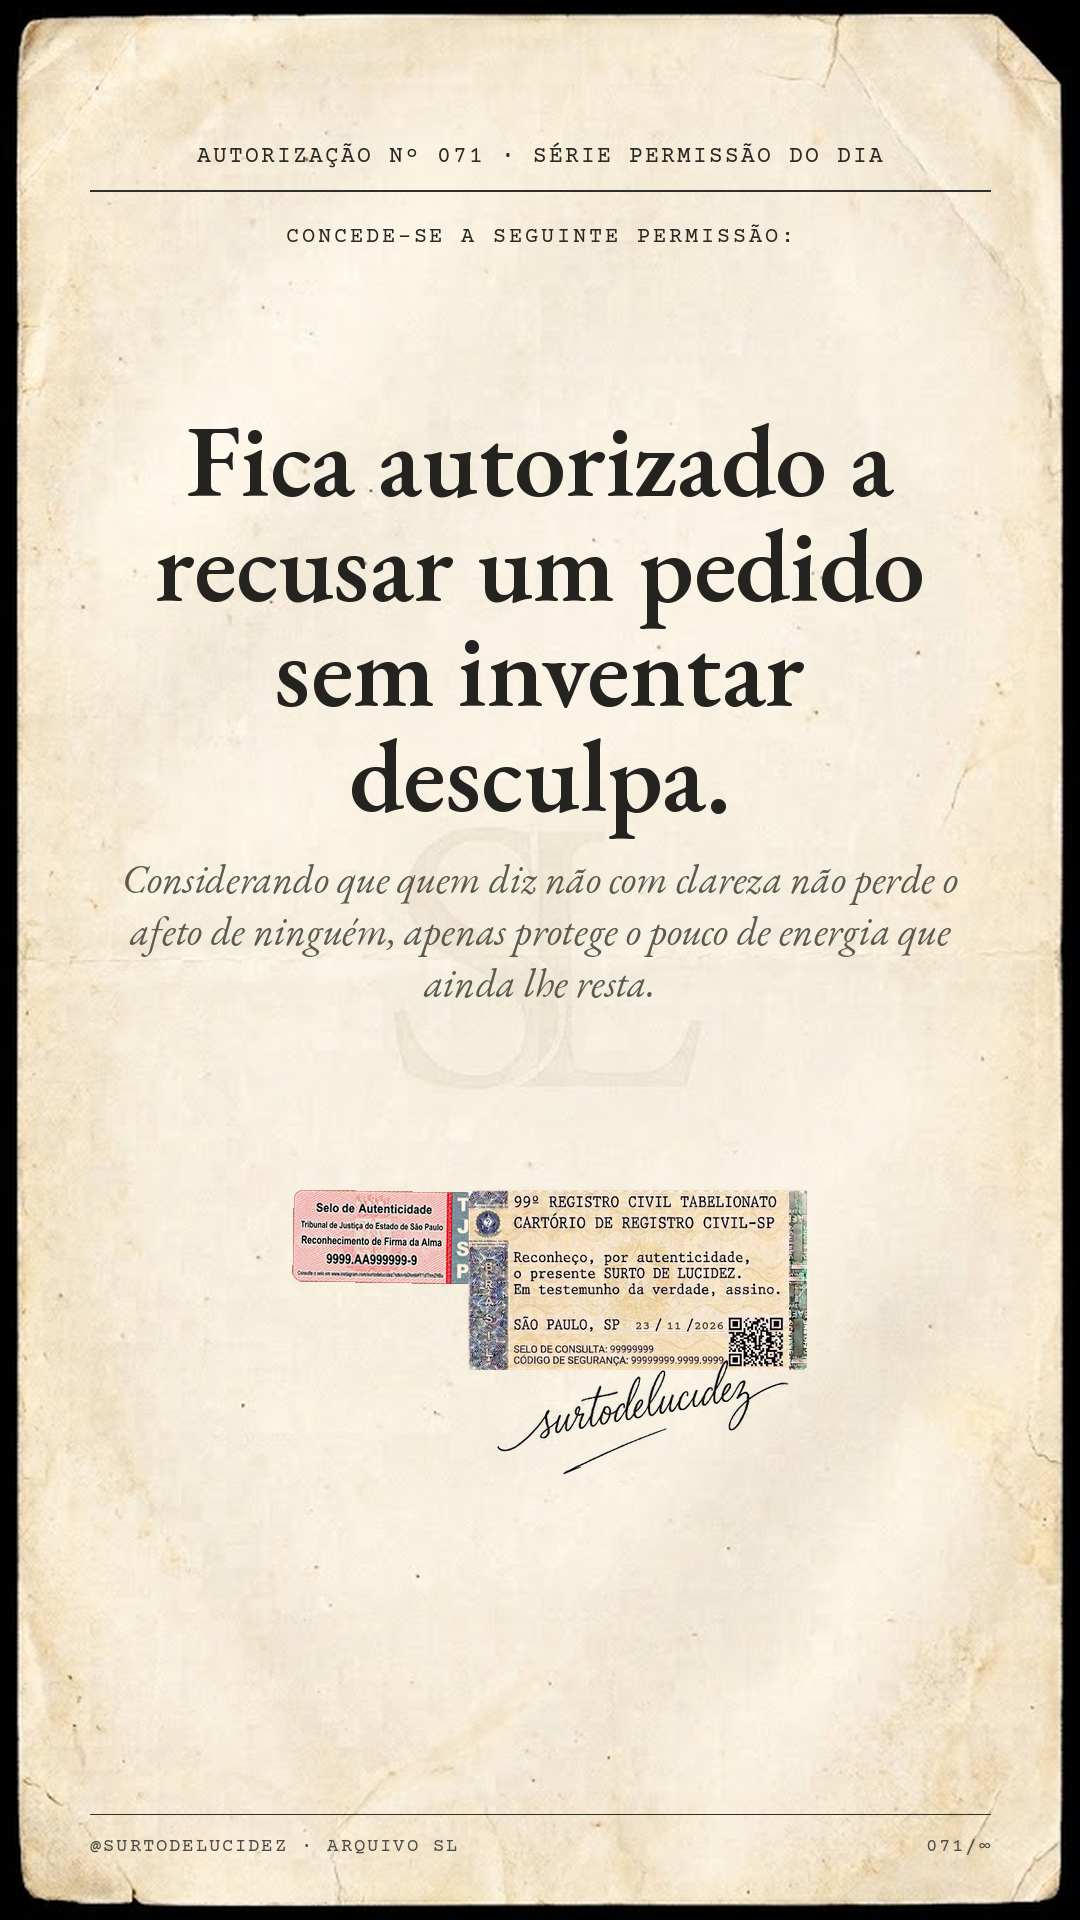 AUTORIZAÇÃO Nº 071 · SÉRIE PERMISSÃO DO DIA
CONCEDE-SE A SEGUINTE PERMISSÃO:
Fica autorizado a
recusar um pedido
sem inventar
desculpa.
SL
Considerando que quem diz não com clareza não perde o
afeto de ninguém, apenas protege o pouco de energia que
ainda lhe resta.
Selo de Autenticidade
Tribunal de Justiça do Estado de São Paulo
Reconhecimento de Firma da Alma
9999.AA999999-9
TJSP
BRASIL
99º REGISTRO CIVIL TABELIONATO
CARTÓRIO DE REGISTRO CIVIL-SP
Reconheço, por autenticidade,
o presente SURTO DE LUCIDEZ.
Em testemunho da verdade, assino.
SÃO PAULO, SP 23 / 11 /2026
SELO DE CONSULTA: 99999999
CÓDIGO DE SEGURANÇA: 99999999.9999.9999
surtodelucidez
@SURTODELUCIDEZ · ARQUIVO SL
071/∞